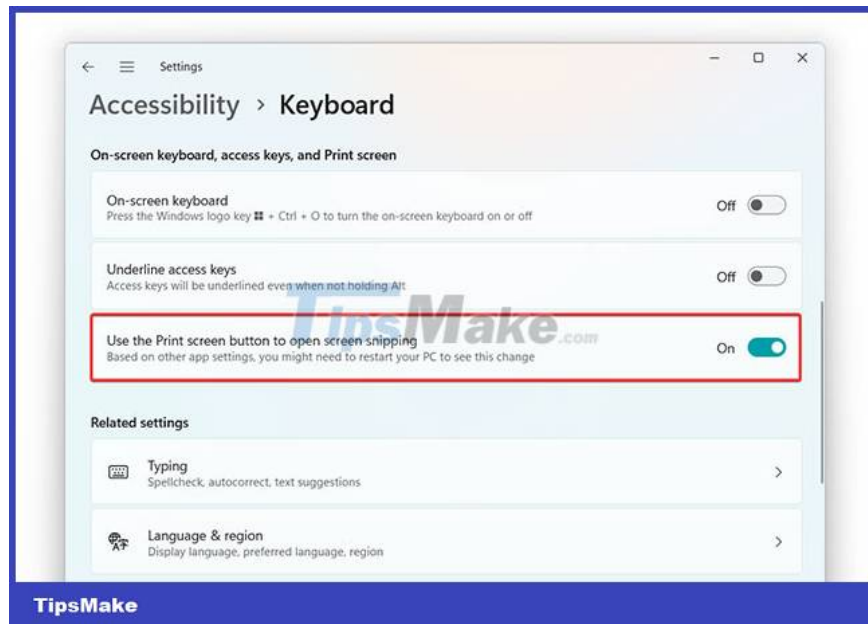 Settings
Accessibility > Keyboard
On-screen keyboard, access keys, and Print screen
On-screen keyboard
Press the Windows logo key + Ctrl + O to turn the on-screen keyboard on or off
Off
Underline access keys
Access keys will be underlined even when not holding Alt
Off
TipsMake.com
Use the Print screen button to open screen snipping
Based on other app settings, you might need to restart your PC to see this change
On
Related settings
Typing
Spellcheck, autocorrect, text suggestions
Language & region
Display language, preferred language, region
TipsMake